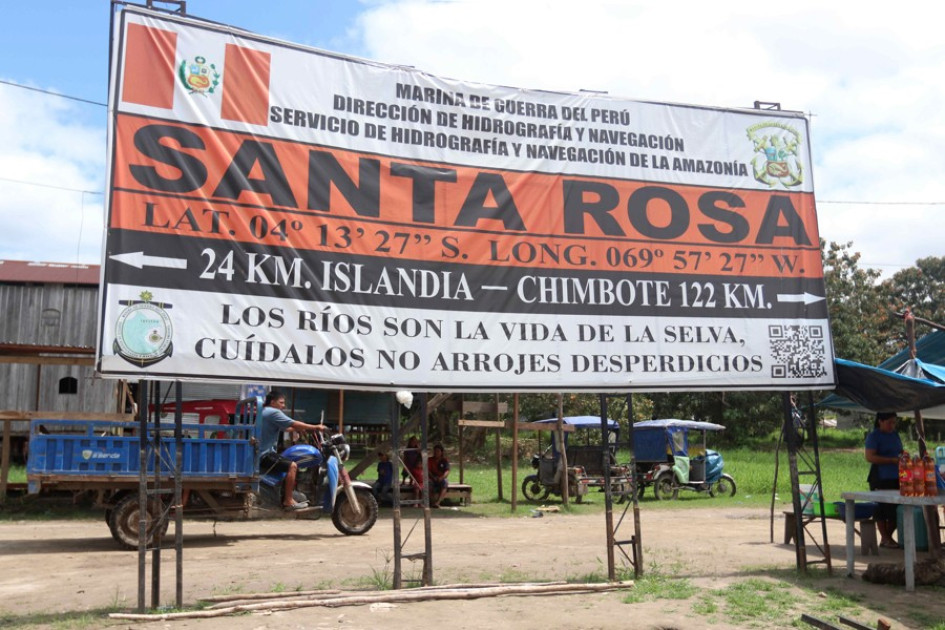 MARINA DE GUERRA DEL PERÚ
DIRECCIÓN DE HIDROGRAFÍA Y NAVEGACIÓN
SERVICIO DE HIDROGRAFÍA Y NAVEGACIÓN DE LA AMAZONÍA
SANTA ROSA
LAT. 04º 13’ 27” S. LONG. 069º 57’ 27” W.
24 KM. ISLANDIA — CHIMBOTE 122 KM.
LOS RÍOS SON LA VIDA DE LA SELVA,
CUÍDALOS NO ARROJES DESPERDICIOS